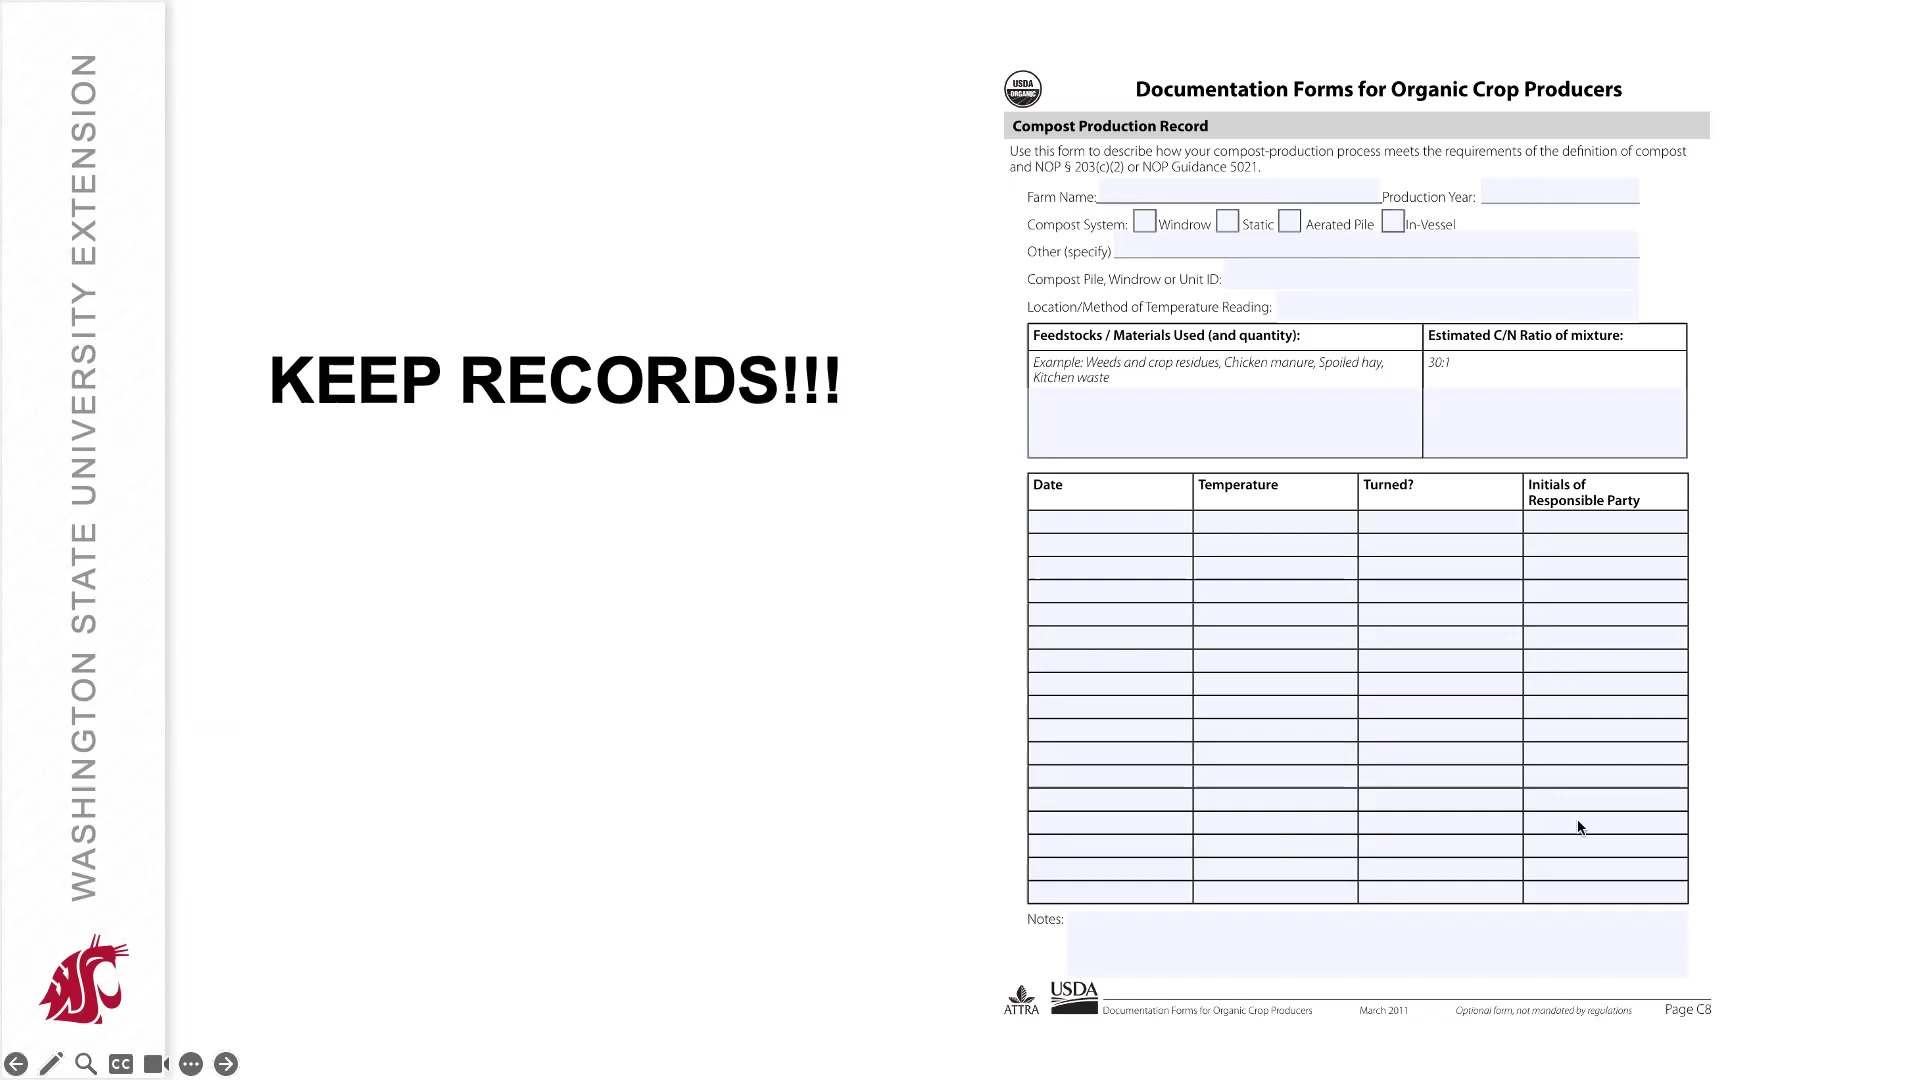 WASHINGTON STATE UNIVERSITY EXTENSION
KEEP RECORDS!!!
USDA
ORGANIC
Documentation Forms for Organic Crop Producers
Compost Production Record
Use this form to describe how your compost-production process meets the requirements of the definition of compost
and NOP § 203(c)(2) or NOP Guidance 5021.
Farm Name: Production Year:
Compost System: Windrow Static Aerated Pile In-Vessel
Other (specify)
Compost Pile, Windrow or Unit ID:
Location/Method of Temperature Reading:
Feedstocks / Materials Used (and quantity): Estimated C/N Ratio of mixture:
Example: Weeds and crop residues, Chicken manure, Spoiled hay, 30:1
Kitchen waste
Date Temperature Turned? Initials of
Responsible Party
Notes:
ATTRA USDA Documentation Forms for Organic Crop Producers March 2011 Optional form, not mandated by regulations Page C8
WSC
CC